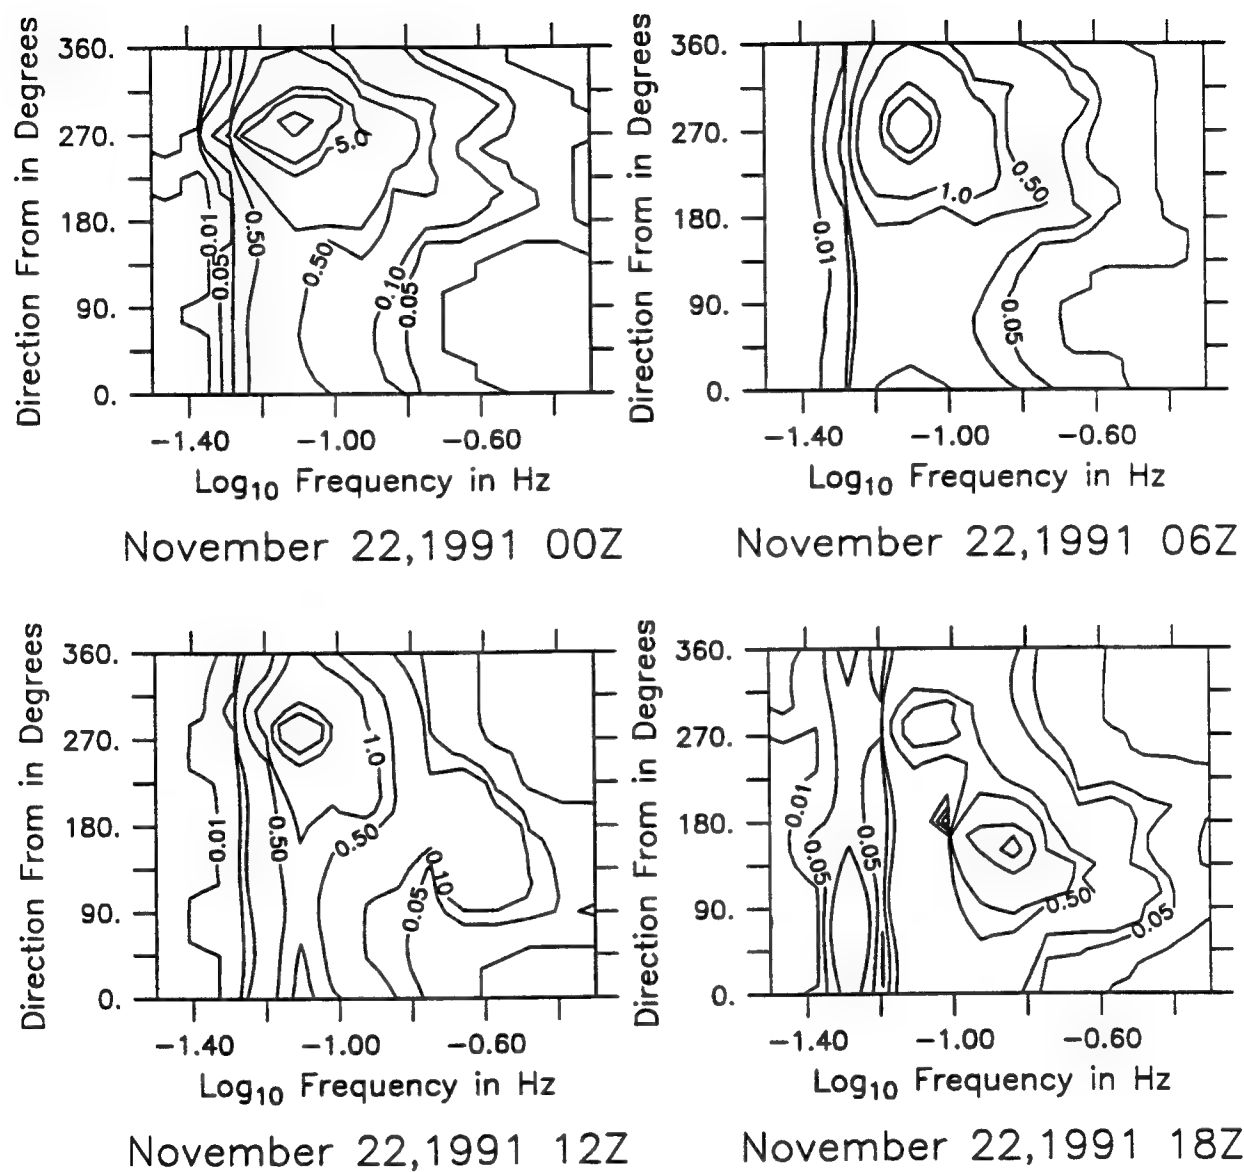 Direction From in Degrees
360.
270.
180.
90.
0.
0.01
0.05
0.50
0.50
5.0
0.10
0.05
−1.40 −1.00 −0.60
Log10 Frequency in Hz
November 22,1991 00Z
Direction From in Degrees
360.
270.
180.
90.
0.
0.01
1.0
0.50
0.05
−1.40 −1.00 −0.60
Log10 Frequency in Hz
November 22,1991 06Z
Direction From in Degrees
360.
270.
180.
90.
0.
0.01
0.50
1.0
0.50
0.10
0.05
−1.40 −1.00 −0.60
Log10 Frequency in Hz
November 22,1991 12Z
Direction From in Degrees
360.
270.
180.
90.
0.
0.01
0.05
0.05
0.50
0.05
−1.40 −1.00 −0.60
Log10 Frequency in Hz
November 22,1991 18Z